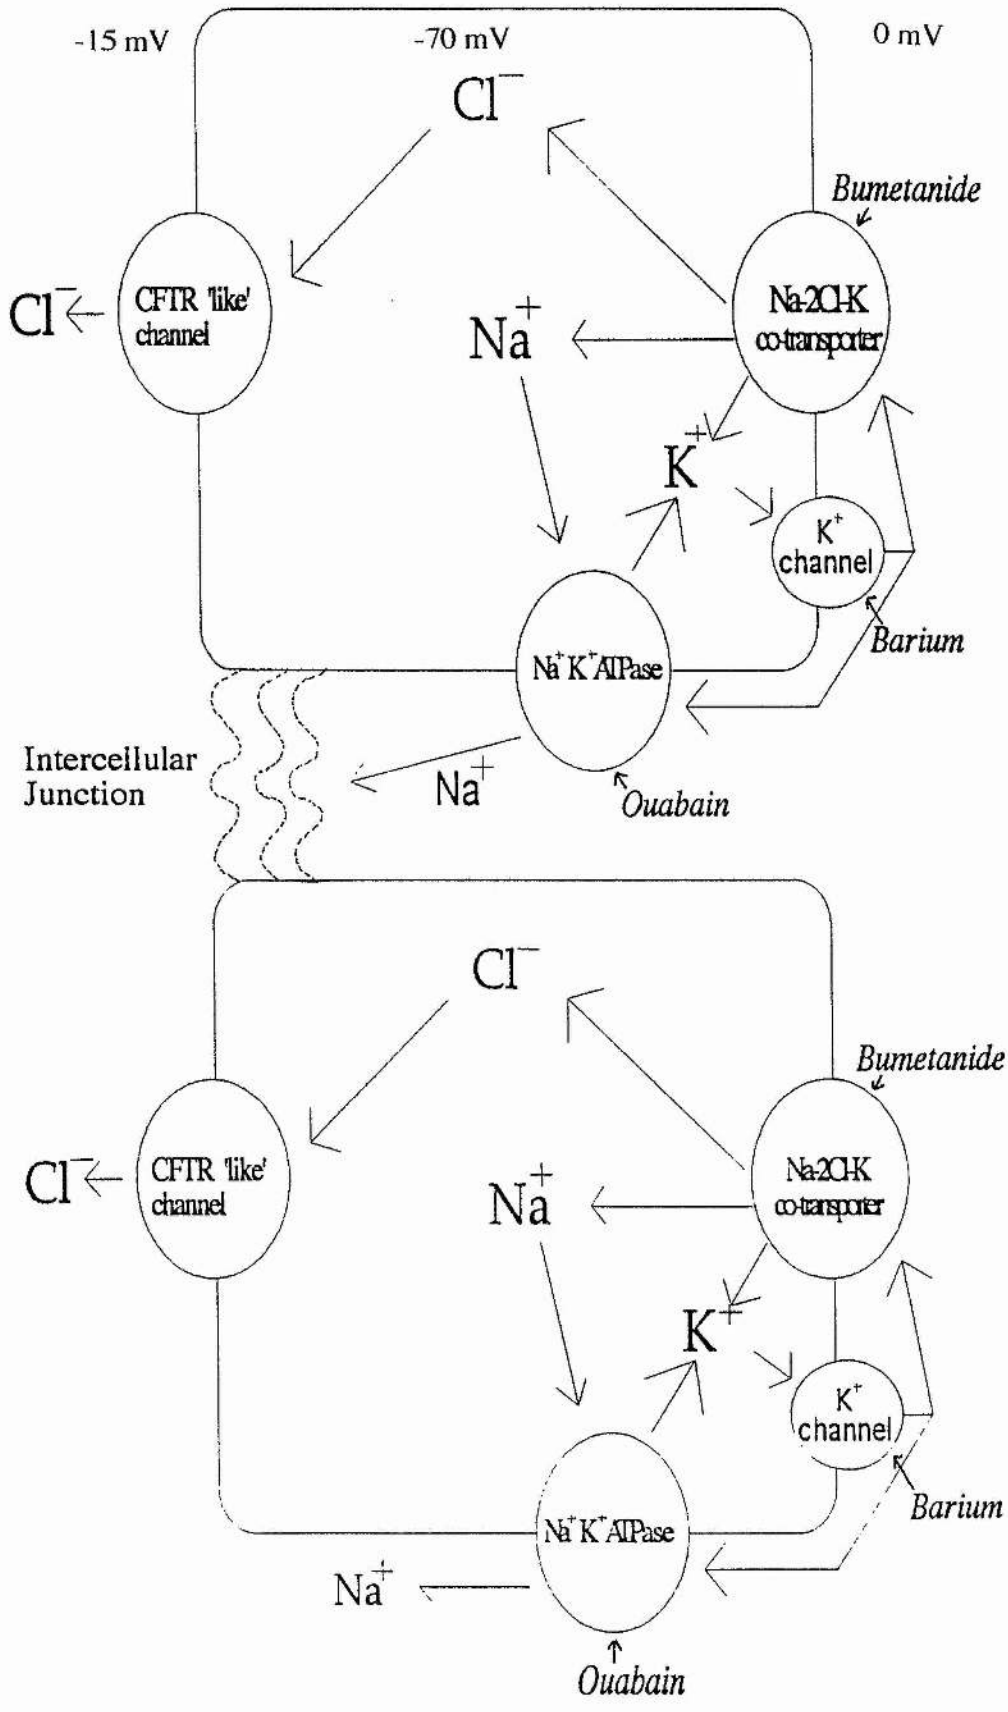 -15 mV -70 mV 0 mV
Cl⁻
Bumetanide
Cl⁻
CFTR 'like'
channel
Na⁺
Na-2Cl-K
co-transporter
K⁺
K⁺
channel
Barium
Na⁺K⁺ATPase
Intercellular
Junction
Na⁺
Ouabain
Cl⁻
Bumetanide
Cl⁻
CFTR 'like'
channel
Na⁺
Na-2Cl-K
co-transporter
K⁺
K⁺
channel
Barium
Na⁺K⁺ATPase
Na⁺
Ouabain